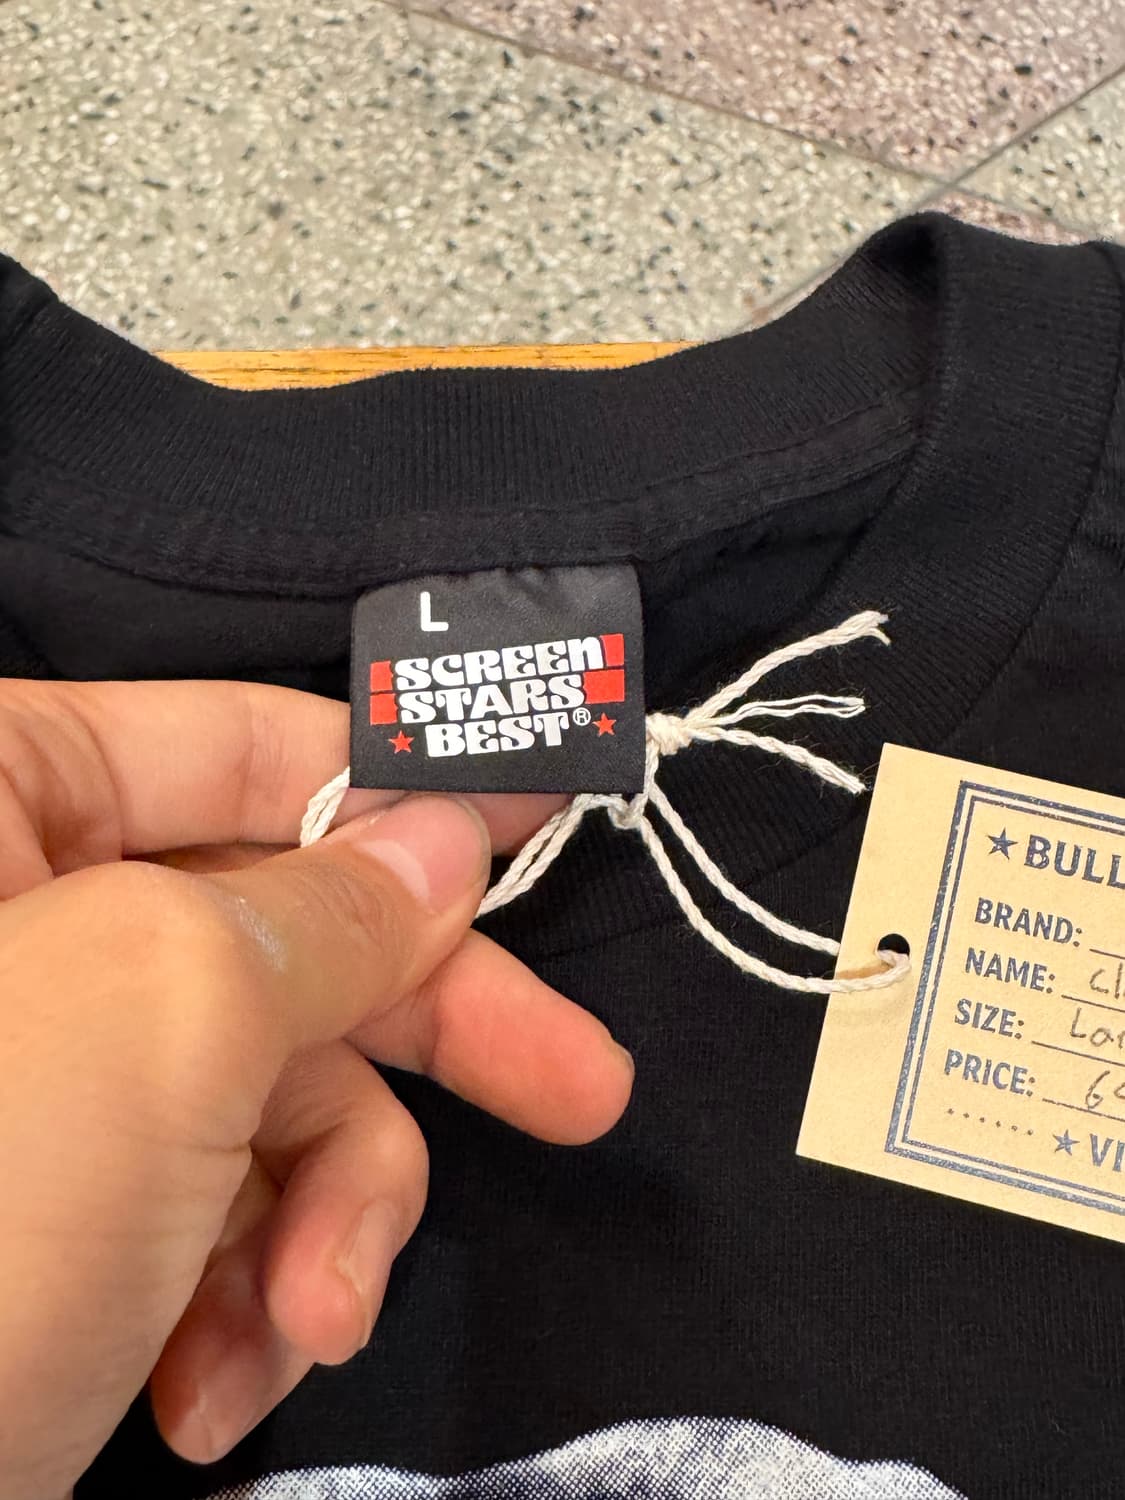 L
SCREEN
STARS
BEST®
★BULL
BRAND:
NAME:
SIZE:
PRICE:
★VI